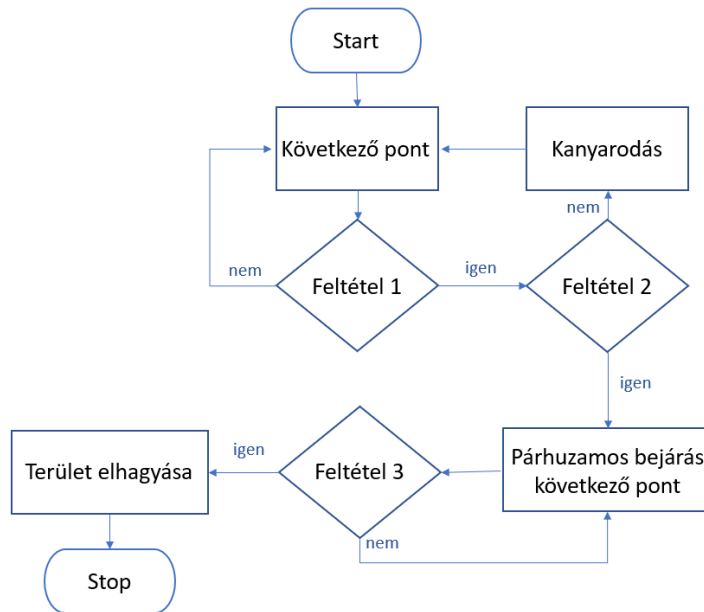 Start
Következő pont
Kanyarodás
nem
nem
igen
Feltétel 1
Feltétel 2
igen
igen
Terület elhagyása
Feltétel 3
Párhuzamos bejárás
következő pont
nem
Stop